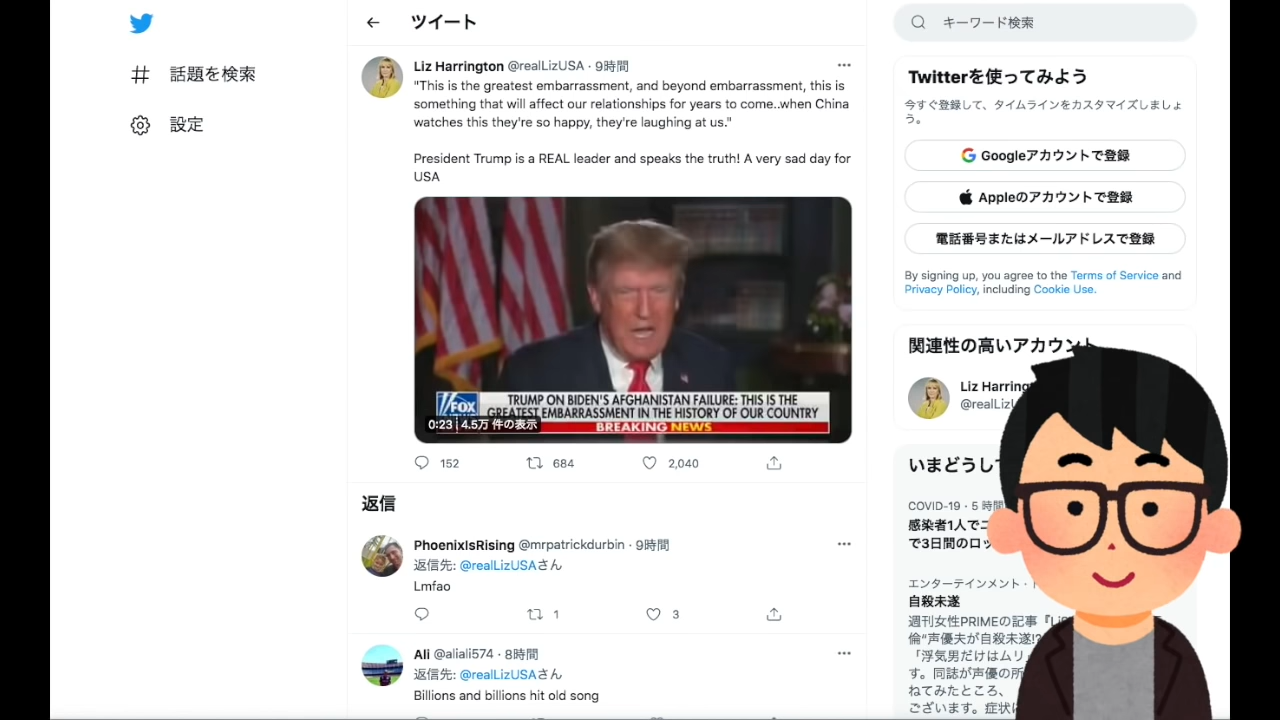 話題を検索
設定
ツイート
Liz Harrington @realLizUSA · 9時間
"This is the greatest embarrassment, and beyond embarrassment, this is
something that will affect our relationships for years to come..when China
watches this they're so happy, they're laughing at us."
President Trump is a REAL leader and speaks the truth! A very sad day for
USA
FOX
TRUMP ON BIDEN'S AFGHANISTAN FAILURE: THIS IS THE
GREATEST EMBARRASSMENT IN THE HISTORY OF OUR COUNTRY
BREAKING NEWS
0:23 | 4.5万 件の表示
152 684 2,040
返信
PhoenixIsRising @mrpatrickdurbin · 9時間
返信先: @realLizUSAさん
Lmfao
1 3
Ali @aliali574 · 8時間
返信先: @realLizUSAさん
Billions and billions hit old song
キーワード検索
Twitterを使ってみよう
今すぐ登録して、タイムラインをカスタマイズしましょ
う。
Googleアカウントで登録
Appleのアカウントで登録
電話番号またはメールアドレスで登録
By signing up, you agree to the Terms of Service and
Privacy Policy, including Cookie Use.
関連性の高いアカウント
Liz Harring
@realLiz
いまどうし
COVID-19 · 5 時間
感染者1人で
で3日間のロッ
エンターテインメント ·
自殺未遂
週刊女性PRIMEの記事『Li
倫”声優夫が自殺未遂!?
「浮気男だけはムリ」
す。同誌が声優の所
ねてみたところ、
ございます。症状